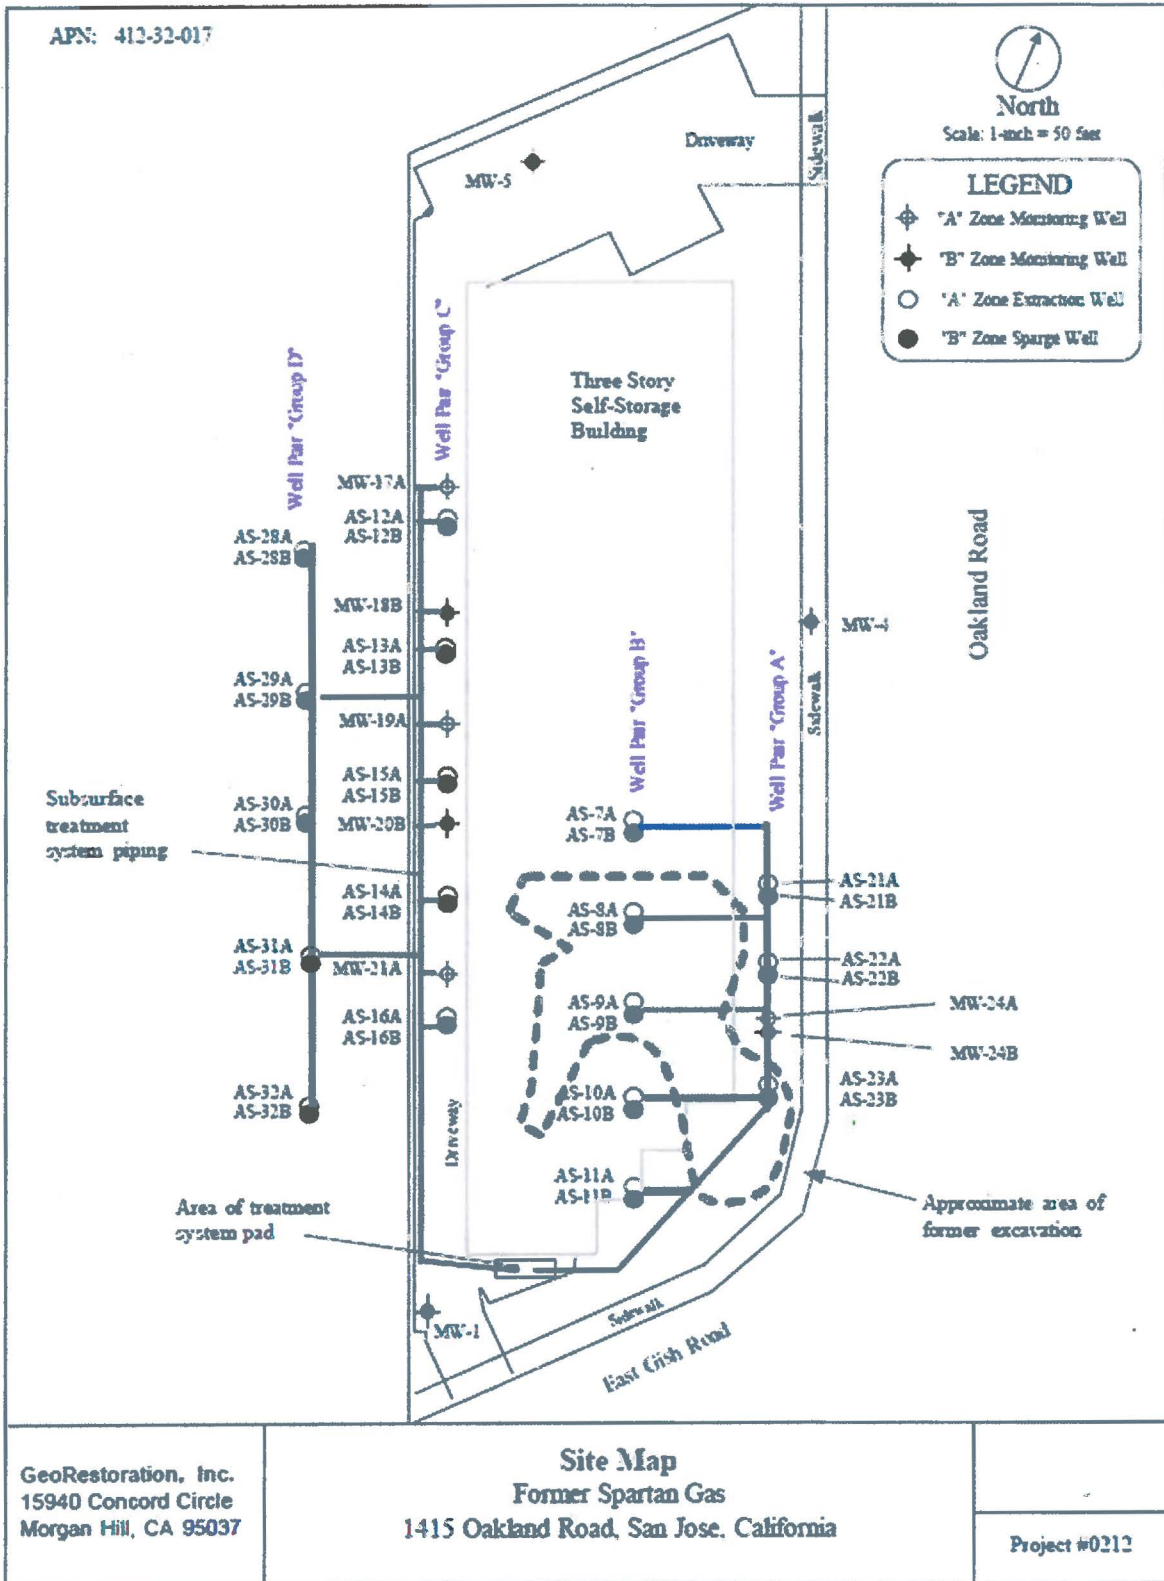 APN: 412-32-017
North
Scale: 1-inch = 50 feet
LEGEND
"A" Zone Monitoring Well
"B" Zone Monitoring Well
"A" Zone Extraction Well
"B" Zone Sparge Well
Driveway
Sidewalk
MW-5
Well Pair "Group C"
Well Pair "Group D"
Three Story
Self-Storage
Building
MW-17A
AS-12A
AS-12B
AS-28A
AS-28B
MW-18B
AS-13A
AS-13B
AS-29A
AS-29B
MW-19A
AS-15A
AS-15B
MW-20B
AS-30A
AS-30B
Subsurface
treatment
system piping
AS-14A
AS-14B
AS-31A
AS-31B
MW-21A
AS-16A
AS-16B
AS-32A
AS-32B
Driveway
Oakland Road
MW-4
Sidewalk
Well Pair "Group B"
Well Pair "Group A"
AS-7A
AS-7B
AS-21A
AS-21B
AS-8A
AS-8B
AS-22A
AS-22B
AS-9A
AS-9B
MW-24A
MW-24B
AS-10A
AS-10B
AS-23A
AS-23B
AS-11A
AS-11B
Area of treatment
system pad
Approximate area of
former excavation
MW-1
Sidewalk
East Gish Road
GeoRestoration, Inc.
15940 Concord Circle
Morgan Hill, CA 95037
Site Map
Former Spartan Gas
1415 Oakland Road, San Jose, California
Project #0212